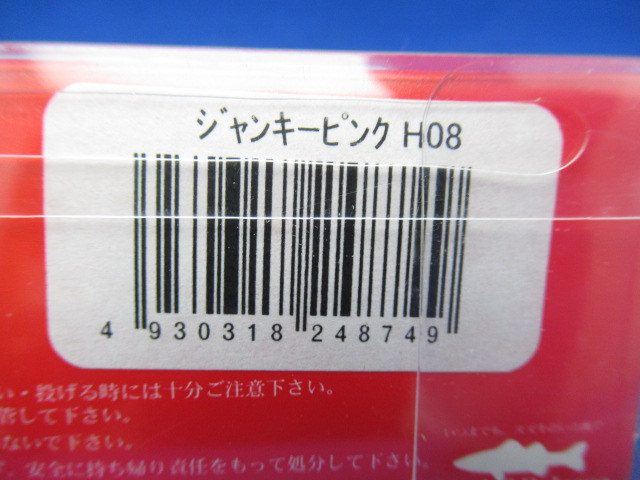 ジャンキーピンク H08
4 930318 248749
い・投げる時には十分ご注意下さい。
管して下さい。
ないで下さい。
安全に持ち帰り責任をもって処分して下さい。